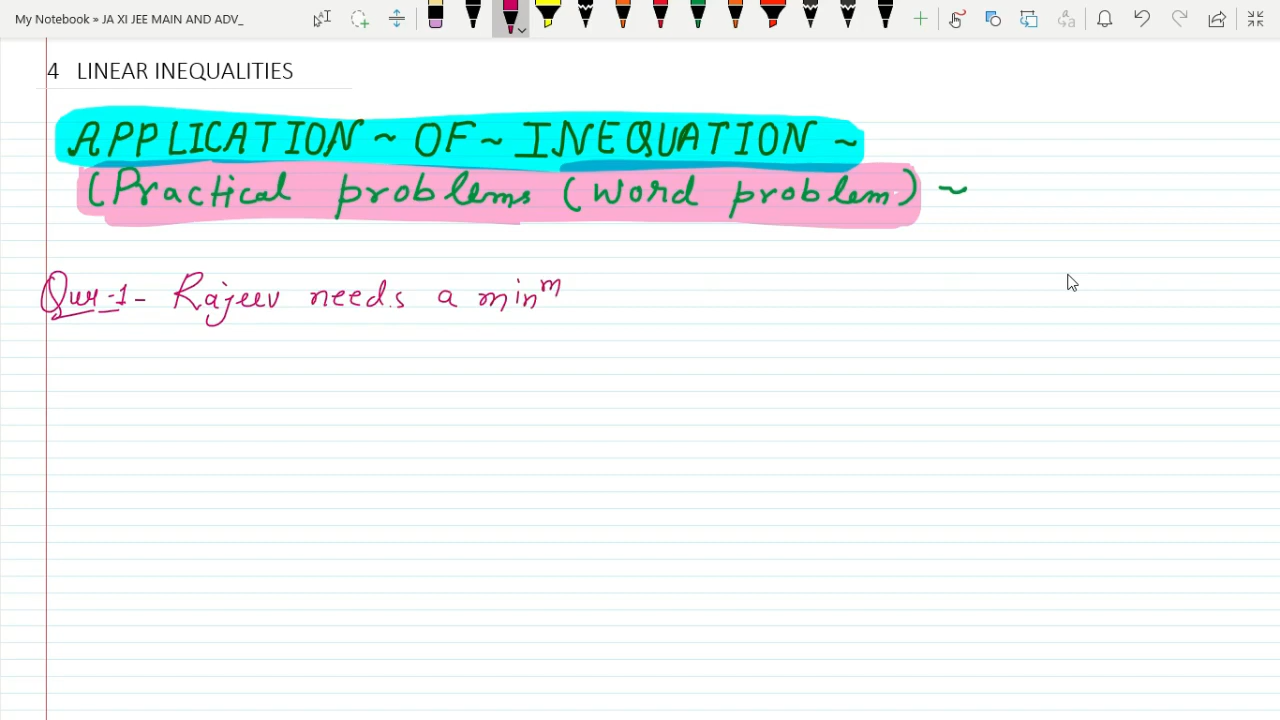 My Notebook » JA XI JEE MAIN AND ADV_
4 LINEAR INEQUALITIES
APPLICATION ~ OF ~ INEQUATION ~
(Practical problems (Word problem) ~
Que-1- Rajeev needs a minᵐ